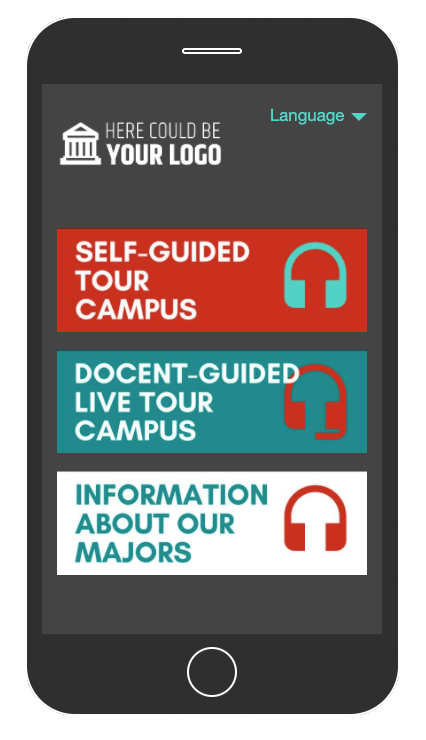 Language
HERE COULD BE
YOUR LOGO
SELF-GUIDED
TOUR
CAMPUS
DOCENT-GUIDED
LIVE TOUR
CAMPUS
INFORMATION
ABOUT OUR
MAJORS